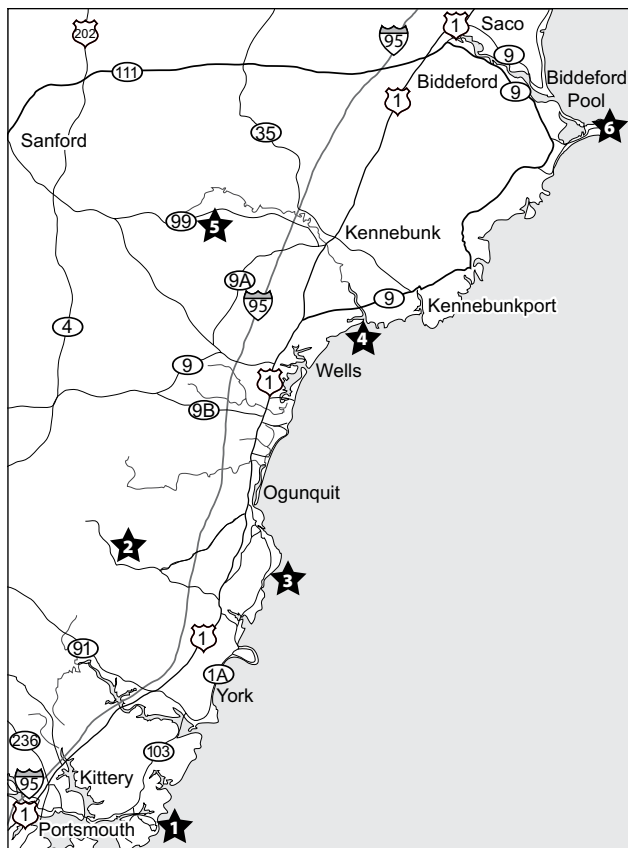 202
95
1
Saco
9
111
Biddeford
Biddeford
Pool
9
1
6
35
Sanford
99
5
Kennebunk
9A
95
9
Kennebunkport
4
4
9
1
Wells
9B
Ogunquit
2
3
1
91
1A
York
236
103
95
Kittery
1
Portsmouth
1